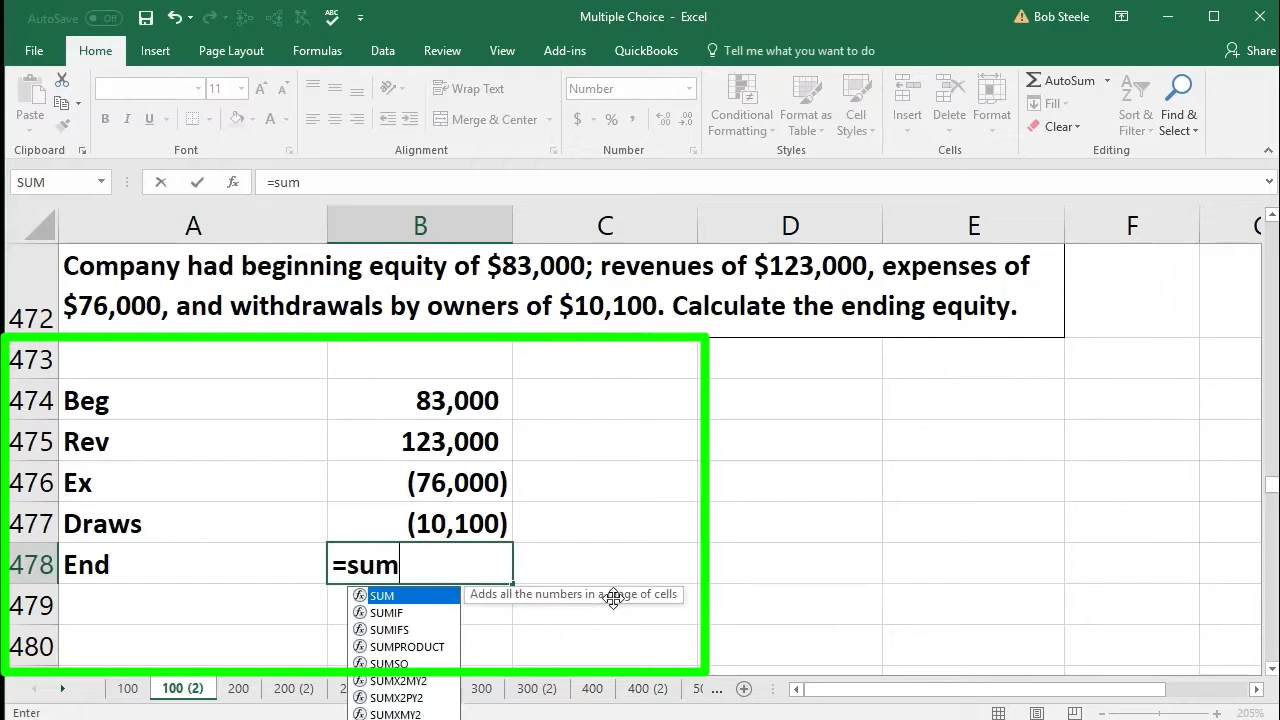 AutoSave Off
ABC
Multiple Choice - Excel
Bob Steele
File Home Insert Page Layout Formulas Data Review View Add-ins QuickBooks Tell me what you want to do Share
Paste
11
B I U A
Wrap Text
Merge & Center
Number
$ % ,
Conditional
Formatting
Format as
Table
Cell
Styles
Insert
Delete
Format
AutoSum
Fill
Clear
Sort &
Filter
Find &
Select
Clipboard Font Alignment Number Styles Cells Editing
SUM =sum
A B C D E F
472 Company had beginning equity of $83,000; revenues of $123,000, expenses of
$76,000, and withdrawals by owners of $10,100. Calculate the ending equity.
473
474 Beg 83,000
475 Rev 123,000
476 Ex (76,000)
477 Draws (10,100)
478 End =sum
479
480
SUM Adds all the numbers in a range of cells
SUMIF
SUMIFS
SUMPRODUCT
SUMSQ
SUMX2MY2
SUMX2PY2
SUMXMY2
100 100 (2) 200 200 (2) 300 300 (2) 400 400 (2) ...
Enter 205%